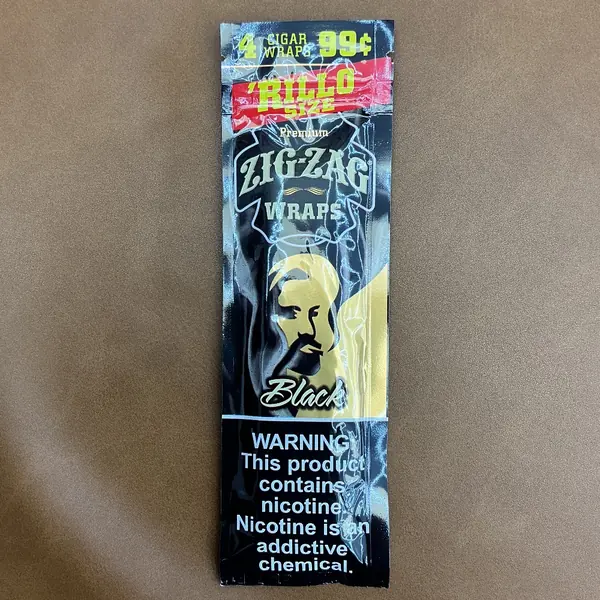 4 CIGAR WRAPS 99¢
'RILLO
SIZE
Premium
ZIG-ZAG
WRAPS
Black
WARNING:
This product
contains
nicotine.
Nicotine is an
addictive
chemical.